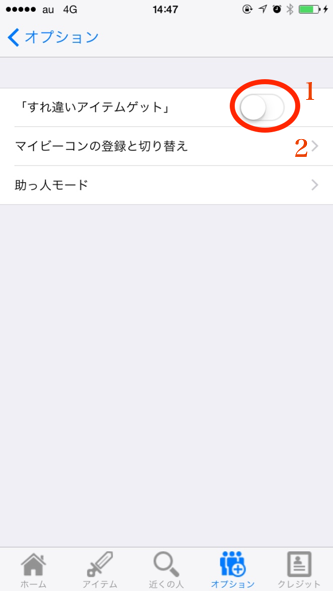 au 4G 14:47
オプション
「すれ違いアイテムゲット」 1
マイビーコンの登録と切り替え 2
助っ人モード
ホーム アイテム 近くの人 オプション クレジット